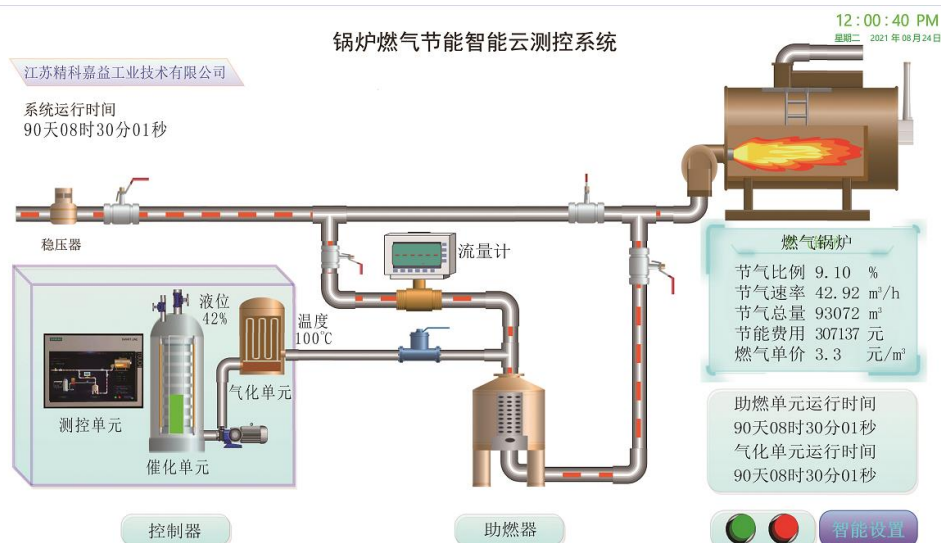 12:00:40 PM
星期二 2021年08月24日
锅炉燃气节能智能云测控系统
江苏精科嘉益工业技术有限公司
系统运行时间
90天08时30分01秒
稳压器
流量计
液位
42%
温度
100℃
气化单元
测控单元
催化单元
燃气锅炉
节气比例 9.10 %
节气速率 42.92 m³/h
节气总量 93072 m³
节能费用 307137 元
燃气单价 3.3 元/m³
助燃单元运行时间
90天08时30分01秒
气化单元运行时间
90天08时30分01秒
控制器
助燃器
智能设置